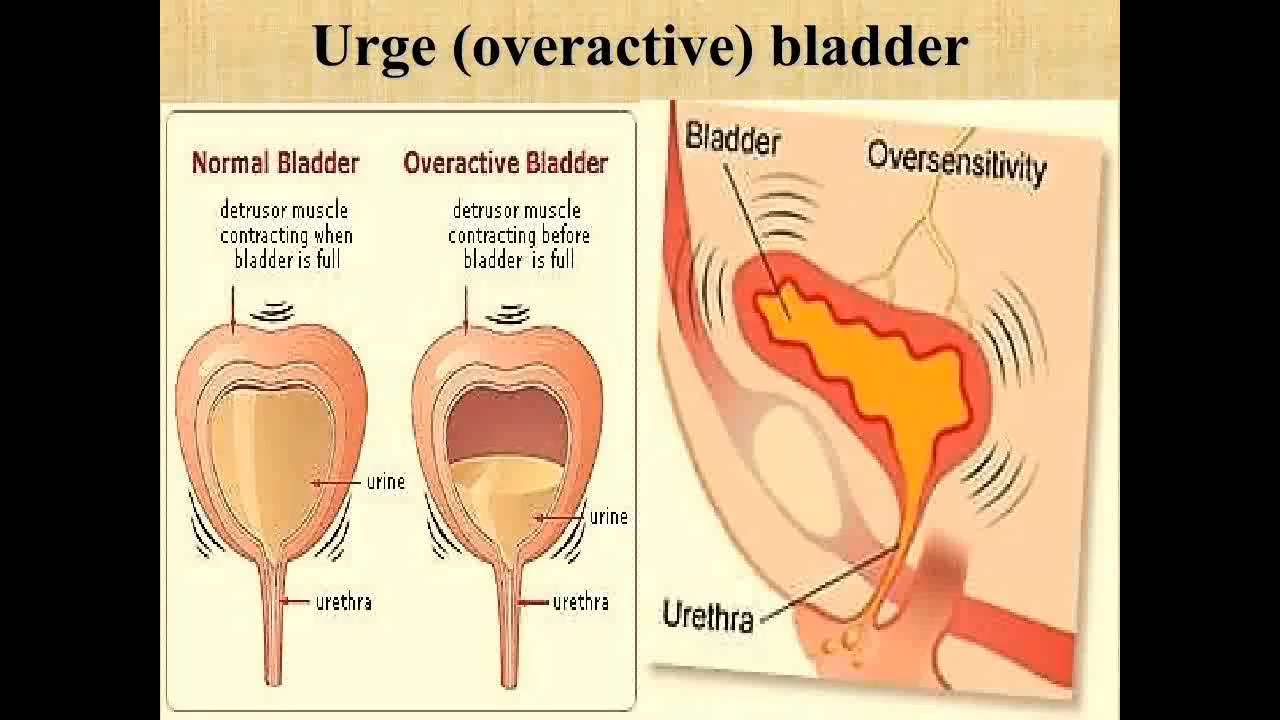 Urge (overactive) bladder
Normal Bladder
detrusor muscle
contracting when
bladder is full
urine
urethra
Overactive Bladder
detrusor muscle
contracting before
bladder is full
urine
urethra
Bladder
Oversensitivity
Urethra